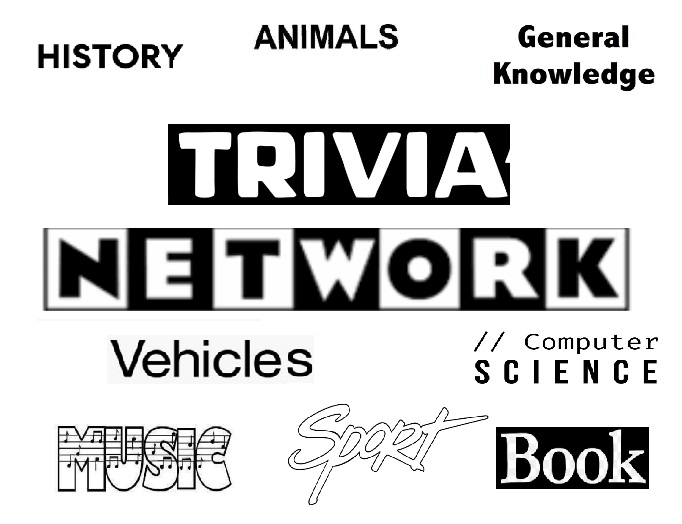 HISTORY
ANIMALS
General
Knowledge
TRIVIA
NETWORK
Vehicles
// Computer
SCIENCE
MUSIC
Sport
Book